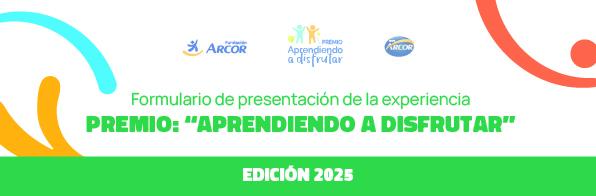 Fundación
ARCOR
PREMIO
Aprendiendo
a disfrutar
ARCOR
Formulario de presentación de la experiencia
PREMIO: “APRENDIENDO A DISFRUTAR”
EDICIÓN 2025